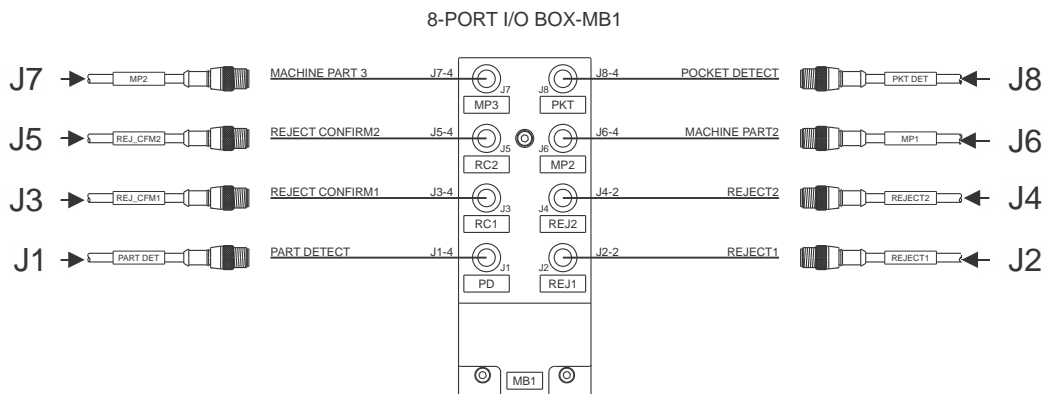 8-PORT I/O BOX-MB1
J7 MP2 MACHINE PART 3 J7-4 J7 J8 J8-4 POCKET DETECT PKT DET J8
MP3 PKT
J5 REJ_CFM2 REJECT CONFIRM2 J5-4 J5 J6 J6-4 MACHINE PART2 MP1 J6
RC2 MP2
J3 REJ_CFM1 REJECT CONFIRM1 J3-4 J3 J4 J4-2 REJECT2 REJECT2 J4
RC1 REJ2
J1 PART DET PART DETECT J1-4 J1 J2 J2-2 REJECT1 REJECT1 J2
PD REJ1
MB1